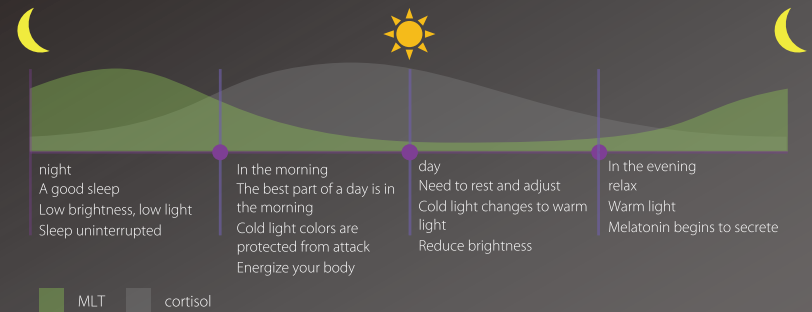 night
A good sleep
Low brightness, low light
Sleep uninterrupted
In the morning
The best part of a day is in
the morning
Cold light colors are
protected from attack
Energize your body
day
Need to rest and adjust
Cold light changes to warm
light
Reduce brightness
In the evening
relax
Warm light
Melatonin begins to secrete
MLT
cortisol